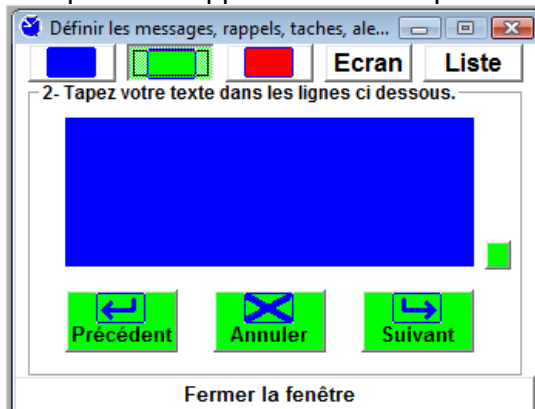 Définir les messages, rappels, taches, ale...
Ecran Liste
2- Tapez votre texte dans les lignes ci dessous.
Précédent Annuler Suivant
Fermer la fenêtre